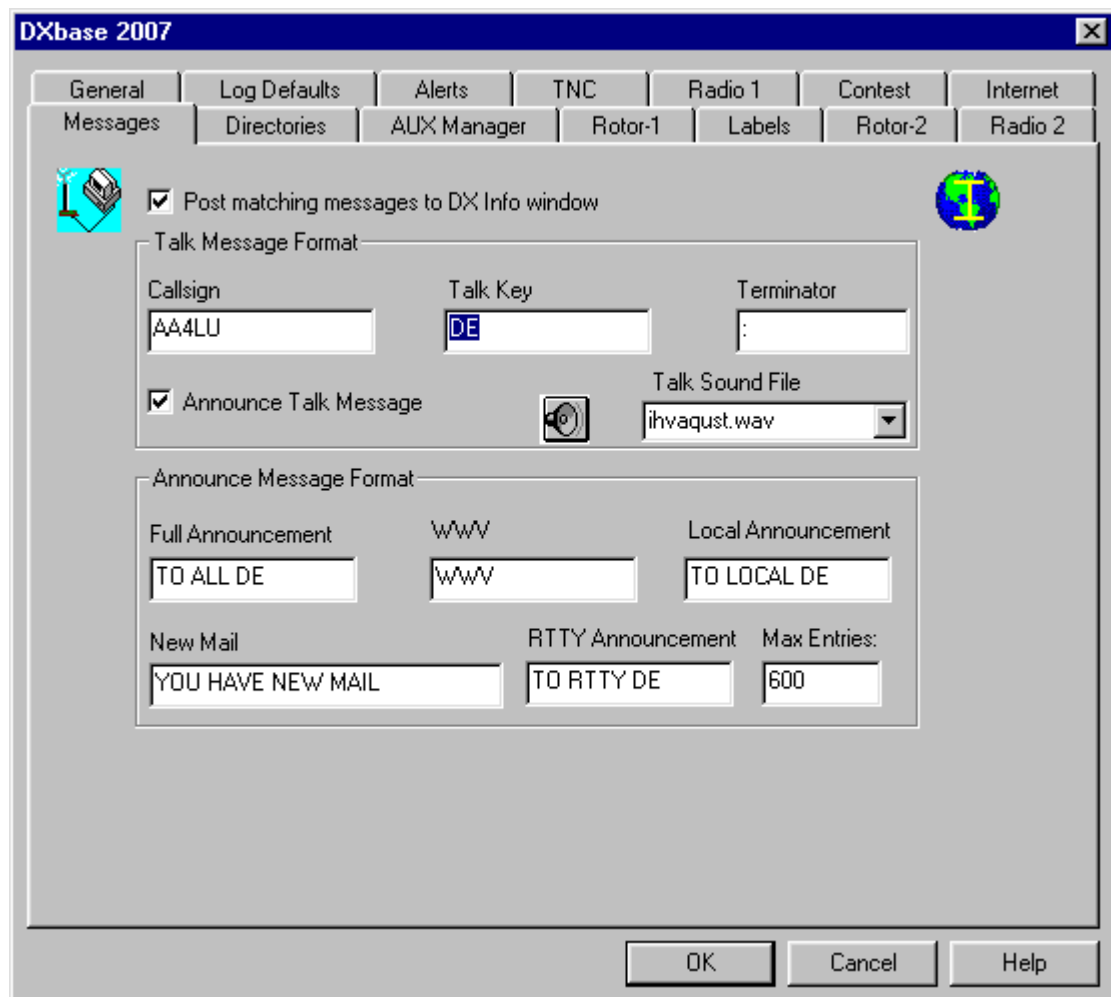 DXbase 2007
General Log Defaults Alerts TNC Radio 1 Contest Internet
Messages Directories AUX Manager Rotor-1 Labels Rotor-2 Radio 2
Post matching messages to DX Info window
Talk Message Format
Callsign Talk Key Terminator
AA4LU DE :
Talk Sound File
Announce Talk Message
ihvaqust.wav
Announce Message Format
Full Announcement WWV Local Announcement
TO ALL DE WWV TO LOCAL DE
New Mail RTTY Announcement Max Entries:
YOU HAVE NEW MAIL TO RTTY DE 600
OK Cancel Help